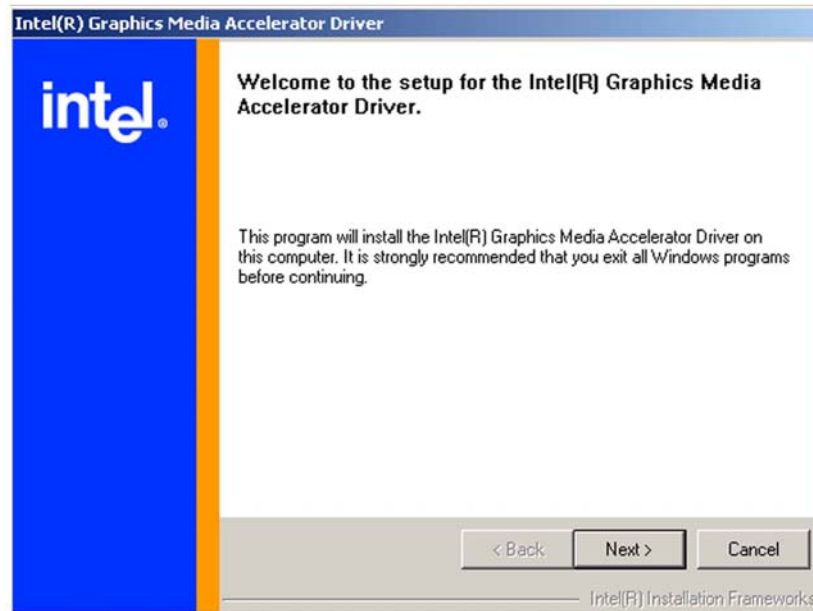 Intel(R) Graphics Media Accelerator Driver
intel®
Welcome to the setup for the Intel(R) Graphics Media
Accelerator Driver.
This program will install the Intel(R) Graphics Media Accelerator Driver on
this computer. It is strongly recommended that you exit all Windows programs
before continuing.
< Back
Next >
Cancel
Intel(R) Installation Frameworks